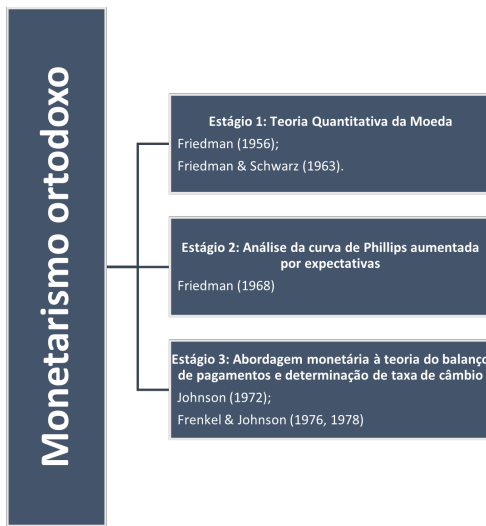 Monetarismo ortodoxo
Estágio 1: Teoria Quantitativa da Moeda
Friedman (1956);
Friedman & Schwarz (1963).
Estágio 2: Análise da curva de Phillips aumentada
por expectativas
Friedman (1968)
Estágio 3: Abordagem monetária à teoria do balanço
de pagamentos e determinação de taxa de câmbio
Johnson (1972);
Frenkel & Johnson (1976, 1978)